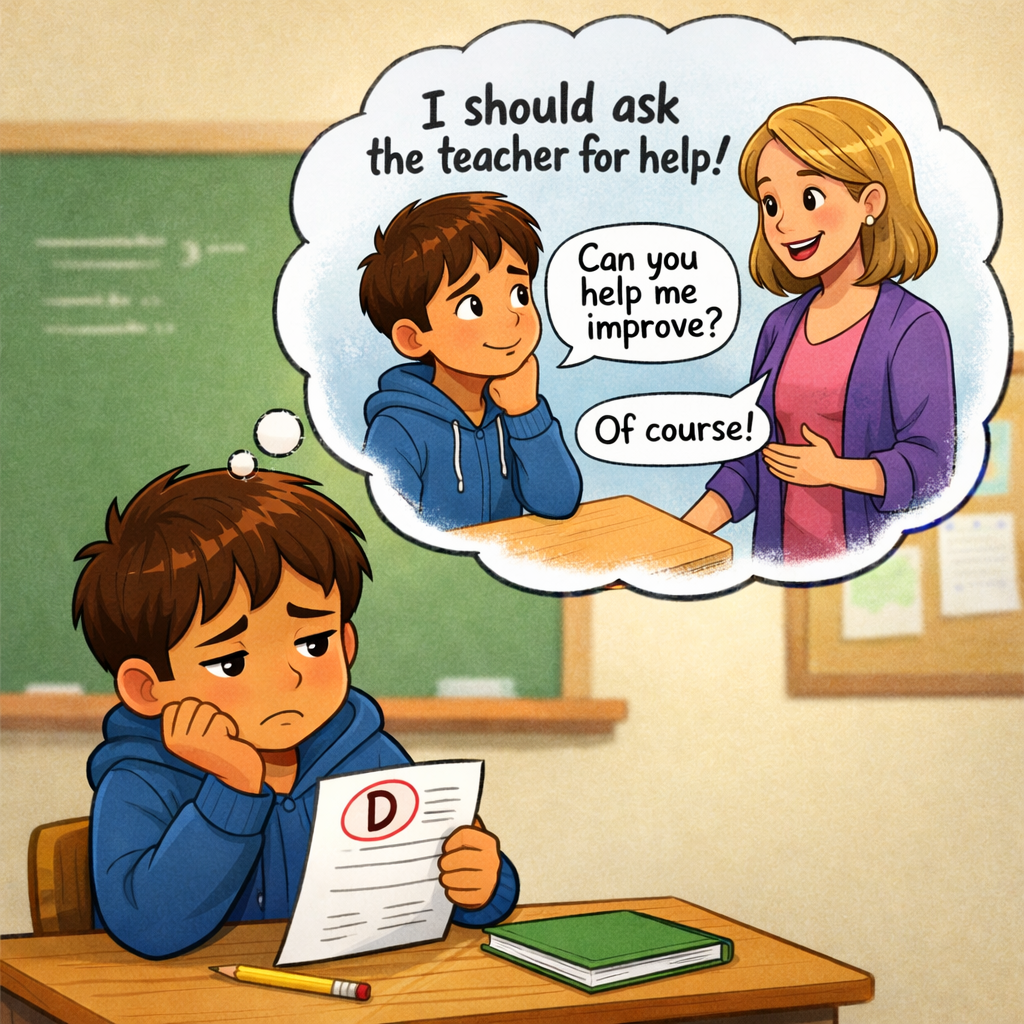 I should ask
the teacher for help!
Can you
help me
improve?
Of course!
D